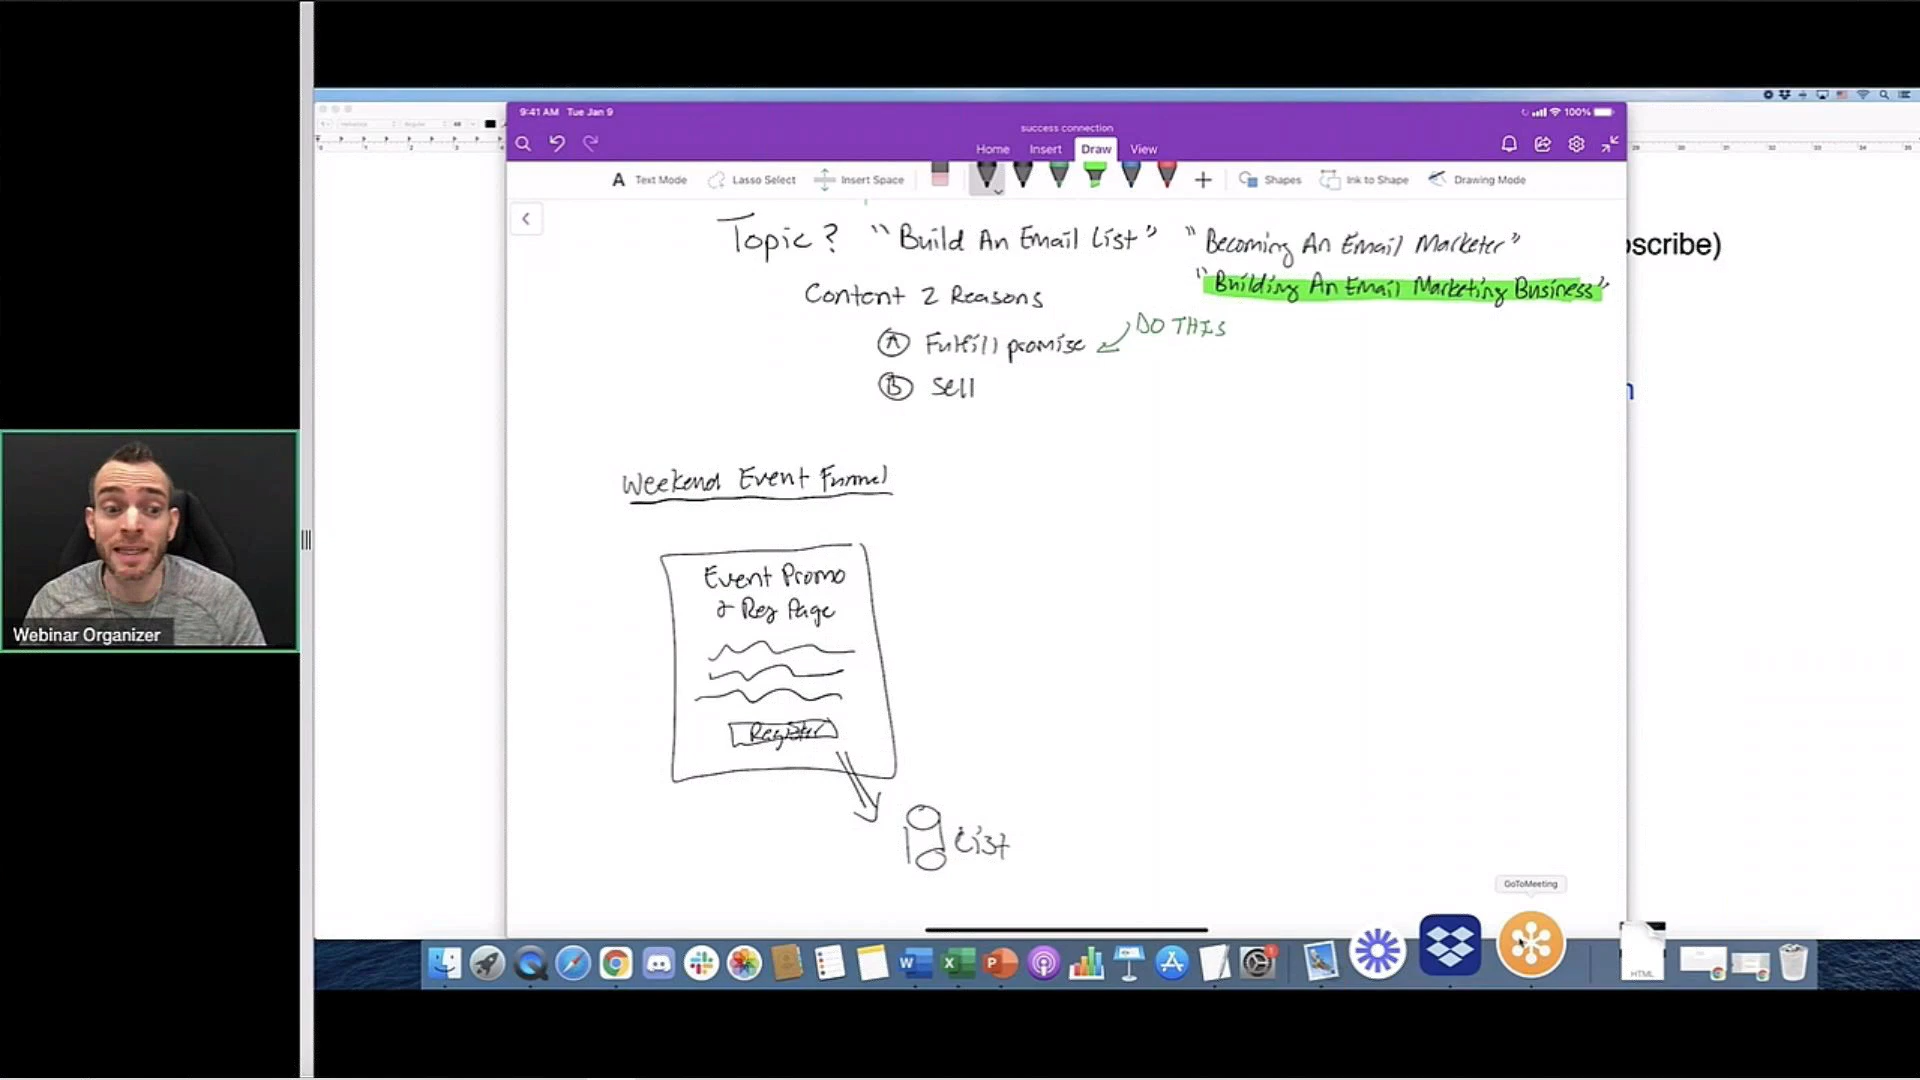 9:41 AM Tue Jan 9
100%
success connection
Home Insert Draw View
Text Mode Lasso Select Insert Space Shapes Ink to Shape Drawing Mode
Topic? "Build An Email List" "Becoming An Email Marketer"
"Building An Email Marketing Business"
Content 2 Reasons
A Fulfill promise DO THIS
B Sell
Weekend Event Funnel
Event Promo
& Reg Page
Register
List
scribe)
Webinar Organizer
GoToMeeting
HTML